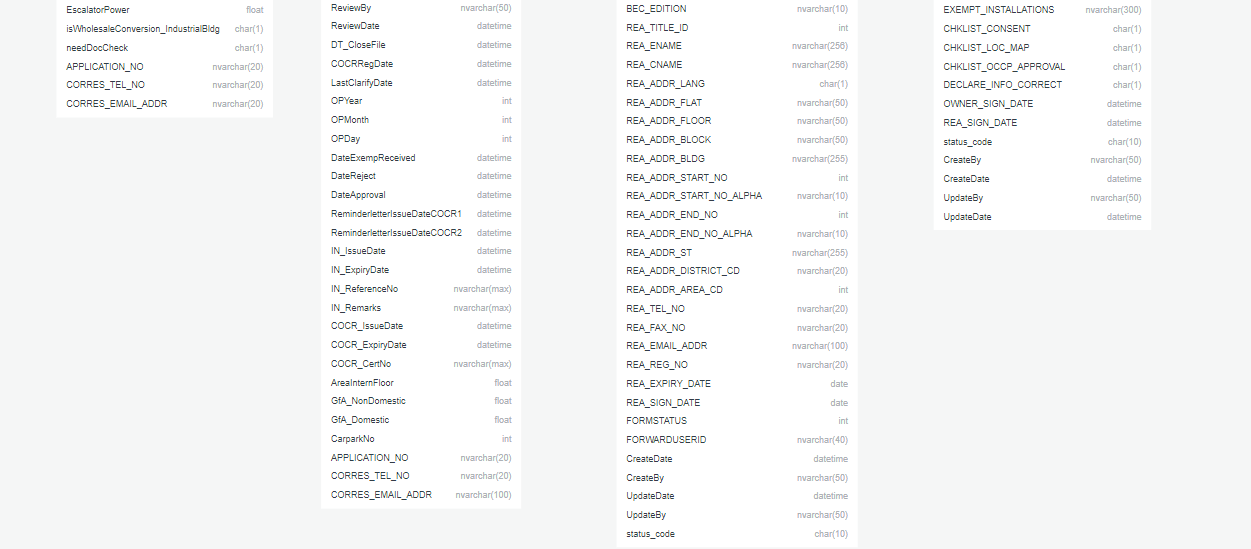 EscalatorPower float
isWholesaleConversion_IndustrialBldg char(1)
needDocCheck char(1)
APPLICATION_NO nvarchar(20)
CORRES_TEL_NO nvarchar(20)
CORRES_EMAIL_ADDR nvarchar(20)
ReviewBy nvarchar(50)
ReviewDate datetime
DT_CloseFile datetime
COCRRegDate datetime
LastClarifyDate datetime
OPYear int
OPMonth int
OPDay int
DateExempReceived datetime
DateReject datetime
DateApproval datetime
ReminderletterIssueDateCOCR1 datetime
ReminderletterIssueDateCOCR2 datetime
IN_IssueDate datetime
IN_ExpiryDate datetime
IN_ReferenceNo nvarchar(max)
IN_Remarks nvarchar(max)
COCR_IssueDate datetime
COCR_ExpiryDate datetime
COCR_CertNo nvarchar(max)
AreaInternFloor float
GfA_NonDomestic float
GfA_Domestic float
CarparkNo int
APPLICATION_NO nvarchar(20)
CORRES_TEL_NO nvarchar(20)
CORRES_EMAIL_ADDR nvarchar(100)
BEC_EDITION nvarchar(10)
REA_TITLE_ID int
REA_ENAME nvarchar(256)
REA_CNAME nvarchar(256)
REA_ADDR_LANG char(1)
REA_ADDR_FLAT nvarchar(50)
REA_ADDR_FLOOR nvarchar(50)
REA_ADDR_BLOCK nvarchar(50)
REA_ADDR_BLDG nvarchar(255)
REA_ADDR_START_NO int
REA_ADDR_START_NO_ALPHA nvarchar(10)
REA_ADDR_END_NO int
REA_ADDR_END_NO_ALPHA nvarchar(10)
REA_ADDR_ST nvarchar(255)
REA_ADDR_DISTRICT_CD nvarchar(20)
REA_ADDR_AREA_CD int
REA_TEL_NO nvarchar(20)
REA_FAX_NO nvarchar(20)
REA_EMAIL_ADDR nvarchar(100)
REA_REG_NO nvarchar(20)
REA_EXPIRY_DATE date
REA_SIGN_DATE date
FORMSTATUS int
FORWARDUSERID nvarchar(40)
CreateDate datetime
CreateBy nvarchar(50)
UpdateDate datetime
UpdateBy nvarchar(50)
status_code char(10)
EXEMPT_INSTALLATIONS nvarchar(300)
CHKLIST_CONSENT char(1)
CHKLIST_LOC_MAP char(1)
CHKLIST_OCCP_APPROVAL char(1)
DECLARE_INFO_CORRECT char(1)
OWNER_SIGN_DATE datetime
REA_SIGN_DATE datetime
status_code char(10)
CreateBy nvarchar(50)
CreateDate datetime
UpdateBy nvarchar(50)
UpdateDate datetime